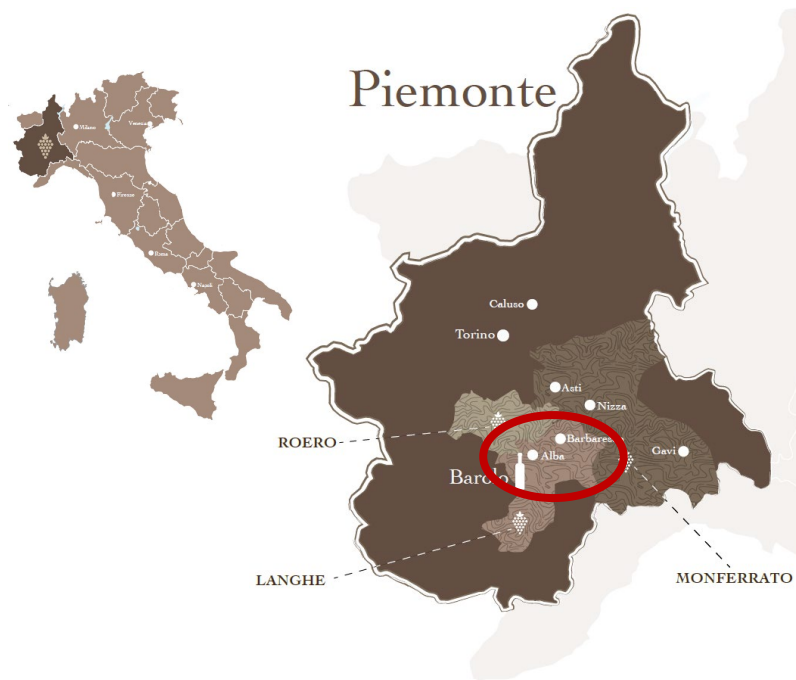 Piemonte
Milano
Venezia
Firenze
Roma
Napoli
Caluso
Torino
Asti
Nizza
ROERO
Barbaresco
Alba
Gavi
Barolo
LANGHE
MONFERRATO